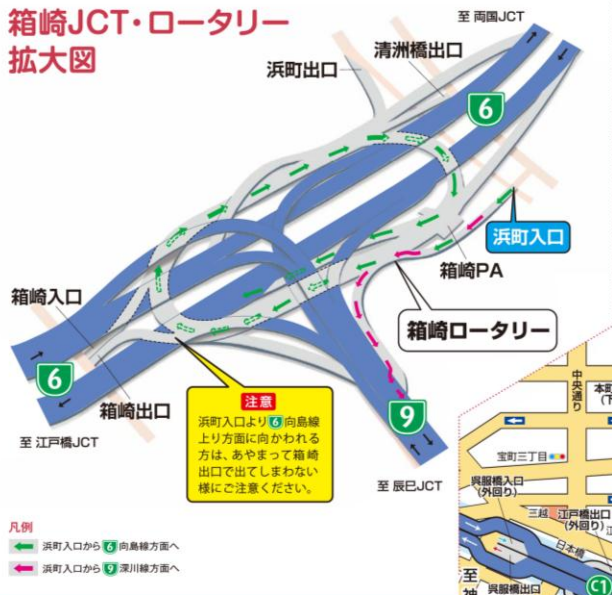 箱崎JCT・ロータリー
拡大図
至 両国JCT
清洲橋出口
浜町出口
6
浜町入口
箱崎PA
箱崎ロータリー
箱崎入口
6
箱崎出口
至 江戸橋JCT
注意
浜町入口より6向島線
上り方面に向かわれる
方は、あやまって箱崎
出口で出てしまわない
様にご注意ください。
9
至 辰巳JCT
凡例
浜町入口から6向島線方面へ
浜町入口から9深川線方面へ
中央通り
本町
(下
宝町三丁目
呉服橋入口
(外回り)
三越
江戸橋出口
(外回り)
江
日本橋
至
神
呉服橋出口
C1